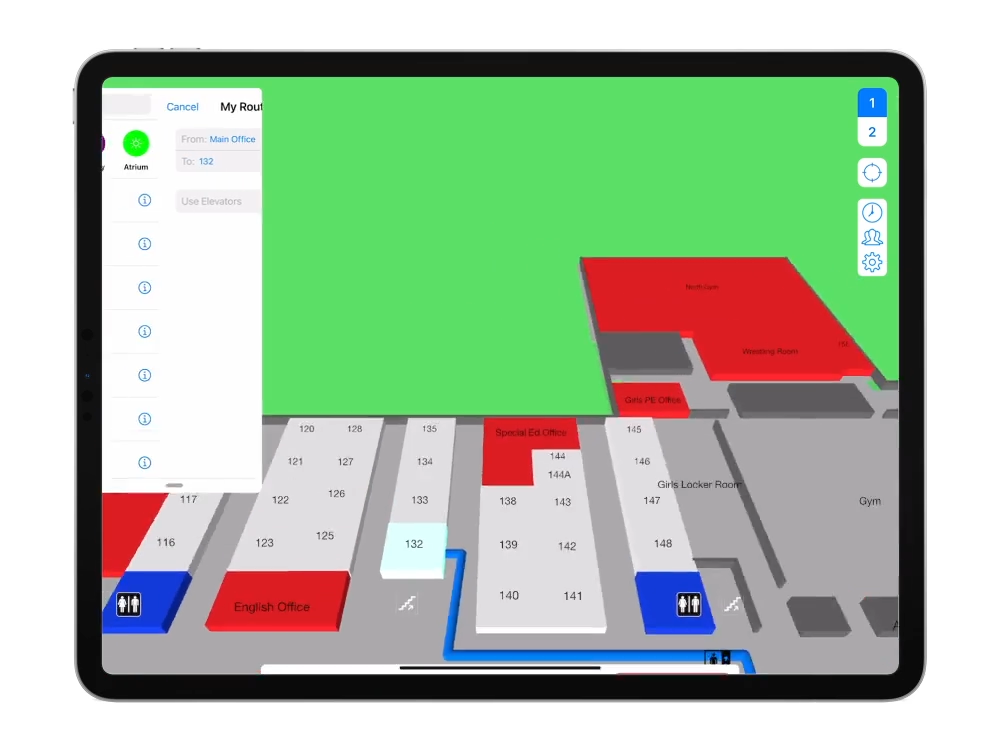 Cancel
My Rout
y
Atrium
From: Main Office
To: 132
Use Elevators
1
2
North Gym
Wrestling Room
151
Girls PE Office
120 128
121 127
122 126
123 125
English Office
117
116
135
134
133
132
Special Ed Office
144
144A
138 143
139 142
140 141
145
146
147
148
Girls Locker Room
Gym
A